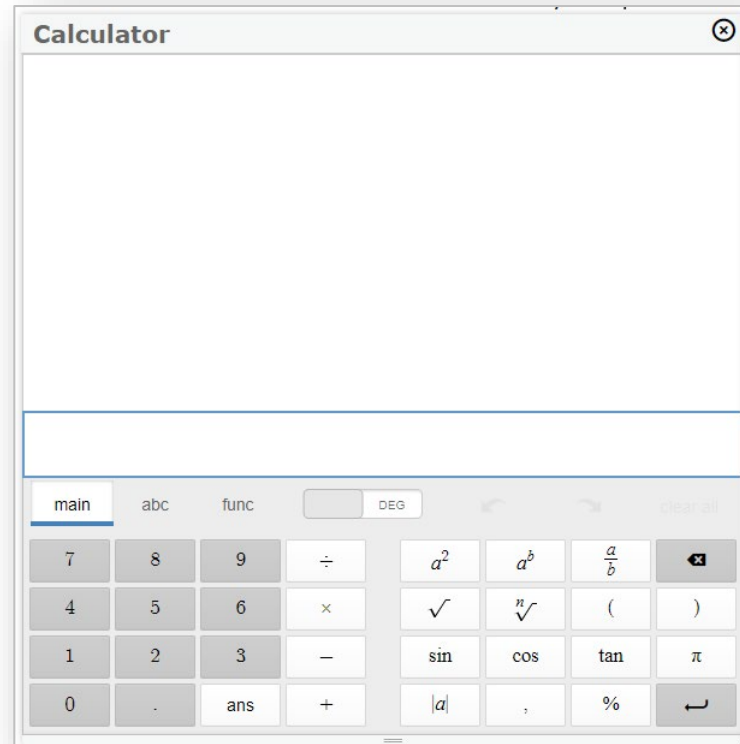 Calculator
main abc func DEG clear all
7 8 9 ÷ a² aᵇ a/b
4 5 6 × √ ⁿ√ ( )
1 2 3 − sin cos tan π
0 . ans + |a| , %